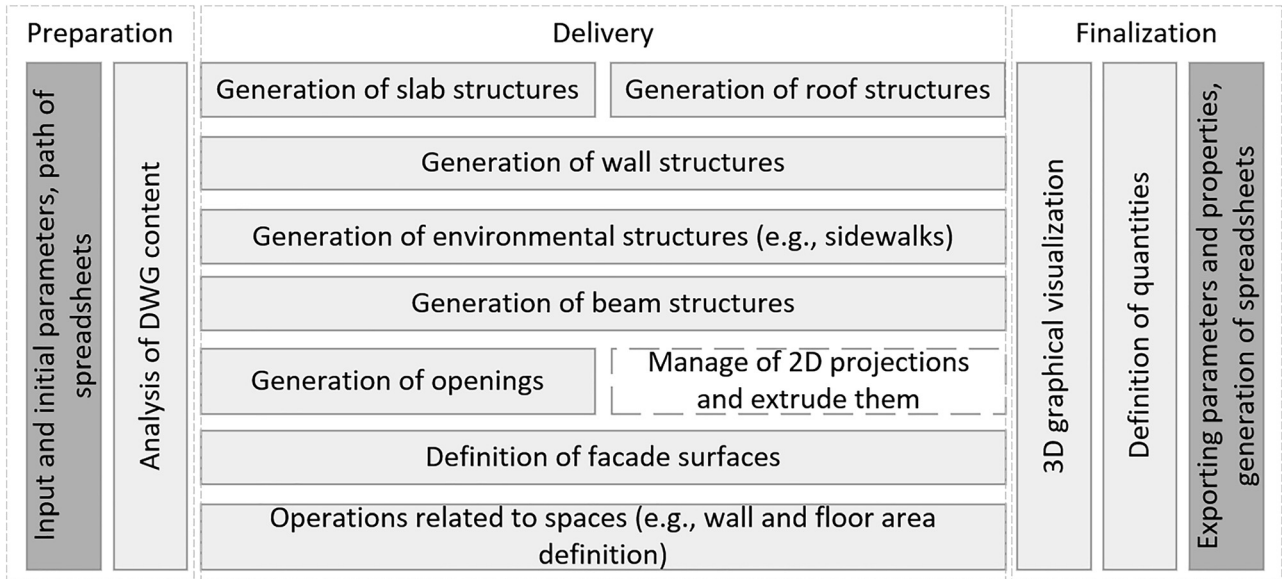 Preparation
Delivery
Finalization
Input and initial parameters, path of
spreadsheets
Analysis of DWG content
Generation of slab structures
Generation of roof structures
Generation of wall structures
Generation of environmental structures (e.g., sidewalks)
Generation of beam structures
Generation of openings
Manage of 2D projections
and extrude them
Definition of facade surfaces
Operations related to spaces (e.g., wall and floor area
definition)
3D graphical visualization
Definition of quantities
Exporting parameters and properties,
generation of spreadsheets